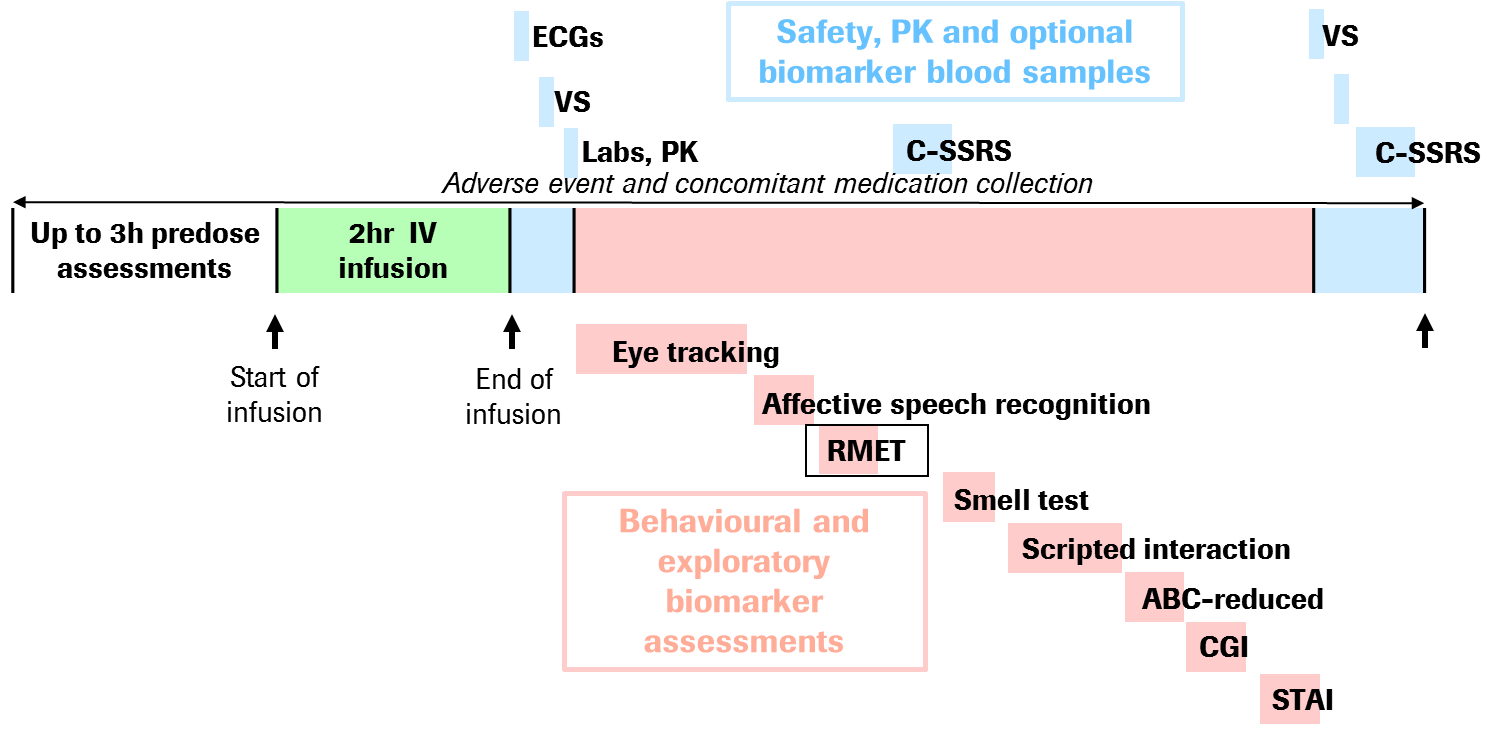 ECGs
Safety, PK and optional
biomarker blood samples
VS
VS
Labs, PK
C-SSRS
C-SSRS
Adverse event and concomitant medication collection
Up to 3h predose
assessments
2hr IV
infusion
Start of
infusion
End of
infusion
Eye tracking
Affective speech recognition
RMET
Smell test
Scripted interaction
ABC-reduced
CGI
STAI
Behavioural and
exploratory
biomarker
assessments